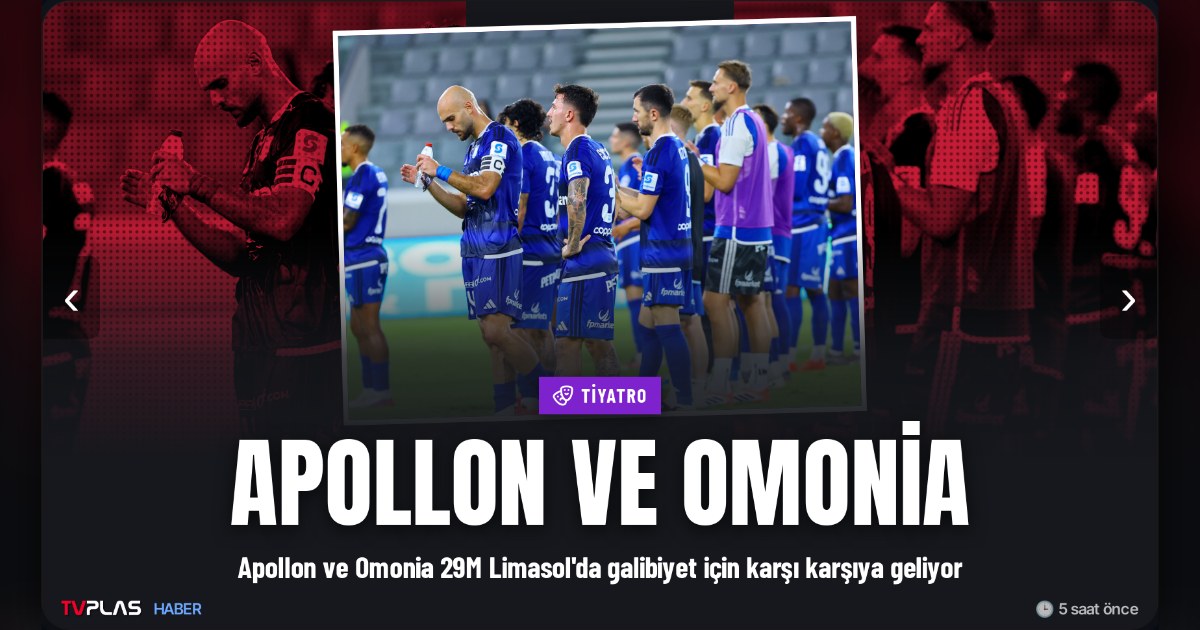 TİYATRO
APOLLON VE OMONİA
Apollon ve Omonia 29M Limasol'da galibiyet için karşı karşıya geliyor
TVPLAS HABER
5 saat önce